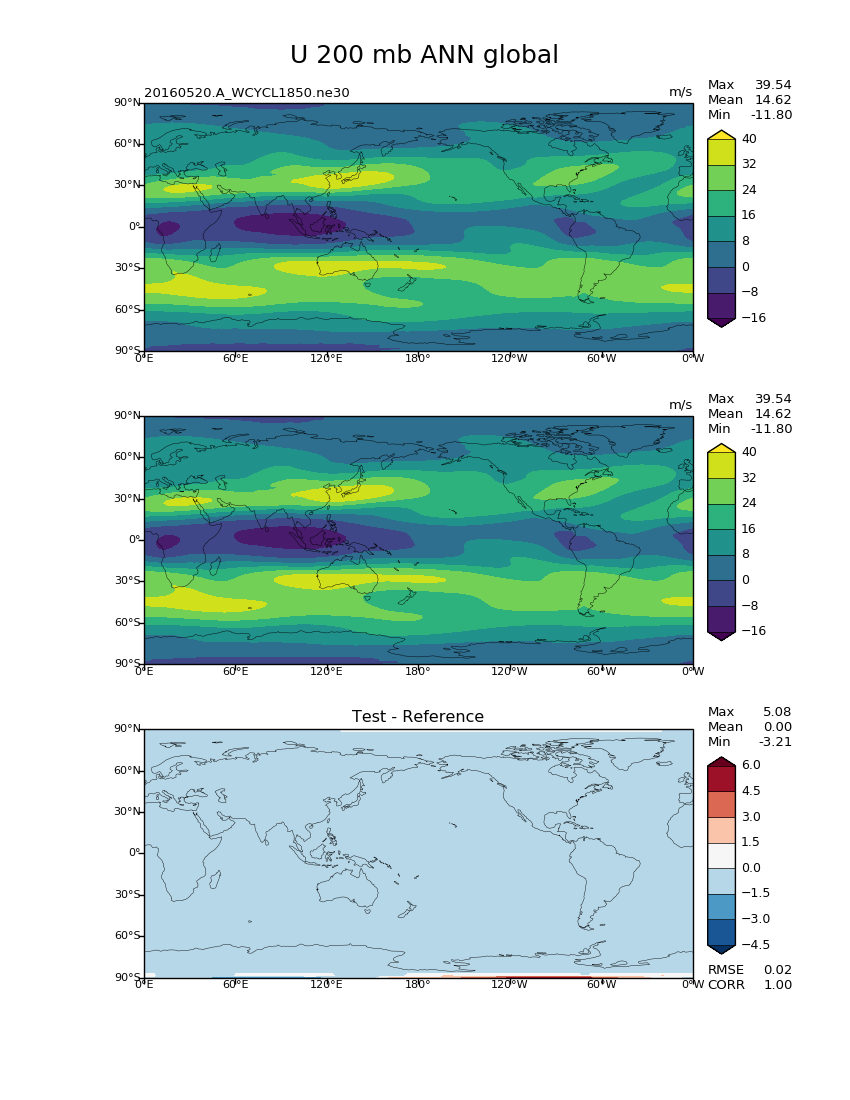 U 200 mb ANN global
20160520.A_WCYCL1850.ne30
m/s
Max 39.54
Mean 14.62
Min -11.80
90°N
60°N
30°N
0°
30°S
60°S
90°S
0°E 60°E 120°E 180° 120°W 60°W 0°W
40
32
24
16
8
0
−8
−16
m/s
Max 39.54
Mean 14.62
Min -11.80
90°N
60°N
30°N
0°
30°S
60°S
90°S
0°E 60°E 120°E 180° 120°W 60°W 0°W
40
32
24
16
8
0
−8
−16
Test - Reference
Max 5.08
Mean 0.00
Min -3.21
90°N
60°N
30°N
0°
30°S
60°S
90°S
0°E 60°E 120°E 180° 120°W 60°W 0°W
6.0
4.5
3.0
1.5
0.0
−1.5
−3.0
−4.5
RMSE 0.02
CORR 1.00